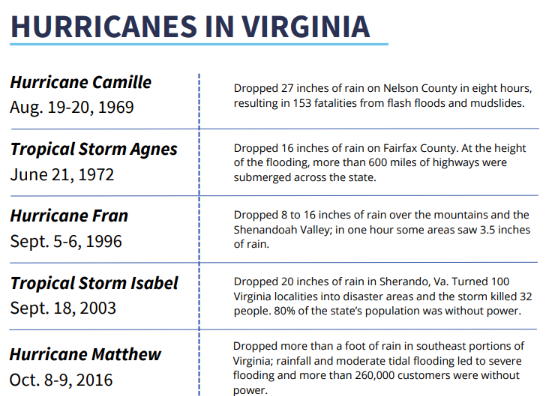 HURRICANES IN VIRGINIA
Hurricane Camille
Aug. 19-20, 1969
Dropped 27 inches of rain on Nelson County in eight hours,
resulting in 153 fatalities from flash floods and mudslides.
Tropical Storm Agnes
June 21, 1972
Dropped 16 inches of rain on Fairfax County. At the height
of the flooding, more than 600 miles of highways were
submerged across the state.
Hurricane Fran
Sept. 5-6, 1996
Dropped 8 to 16 inches of rain over the mountains and the
Shenandoah Valley; in one hour some areas saw 3.5 inches
of rain.
Tropical Storm Isabel
Sept. 18, 2003
Dropped 20 inches of rain in Sherando, Va. Turned 100
Virginia localities into disaster areas and the storm killed 32
people. 80% of the state's population was without power.
Hurricane Matthew
Oct. 8-9, 2016
Dropped more than a foot of rain in southeast portions of
Virginia; rainfall and moderate tidal flooding led to severe
flooding and more than 260,000 customers were without
power.